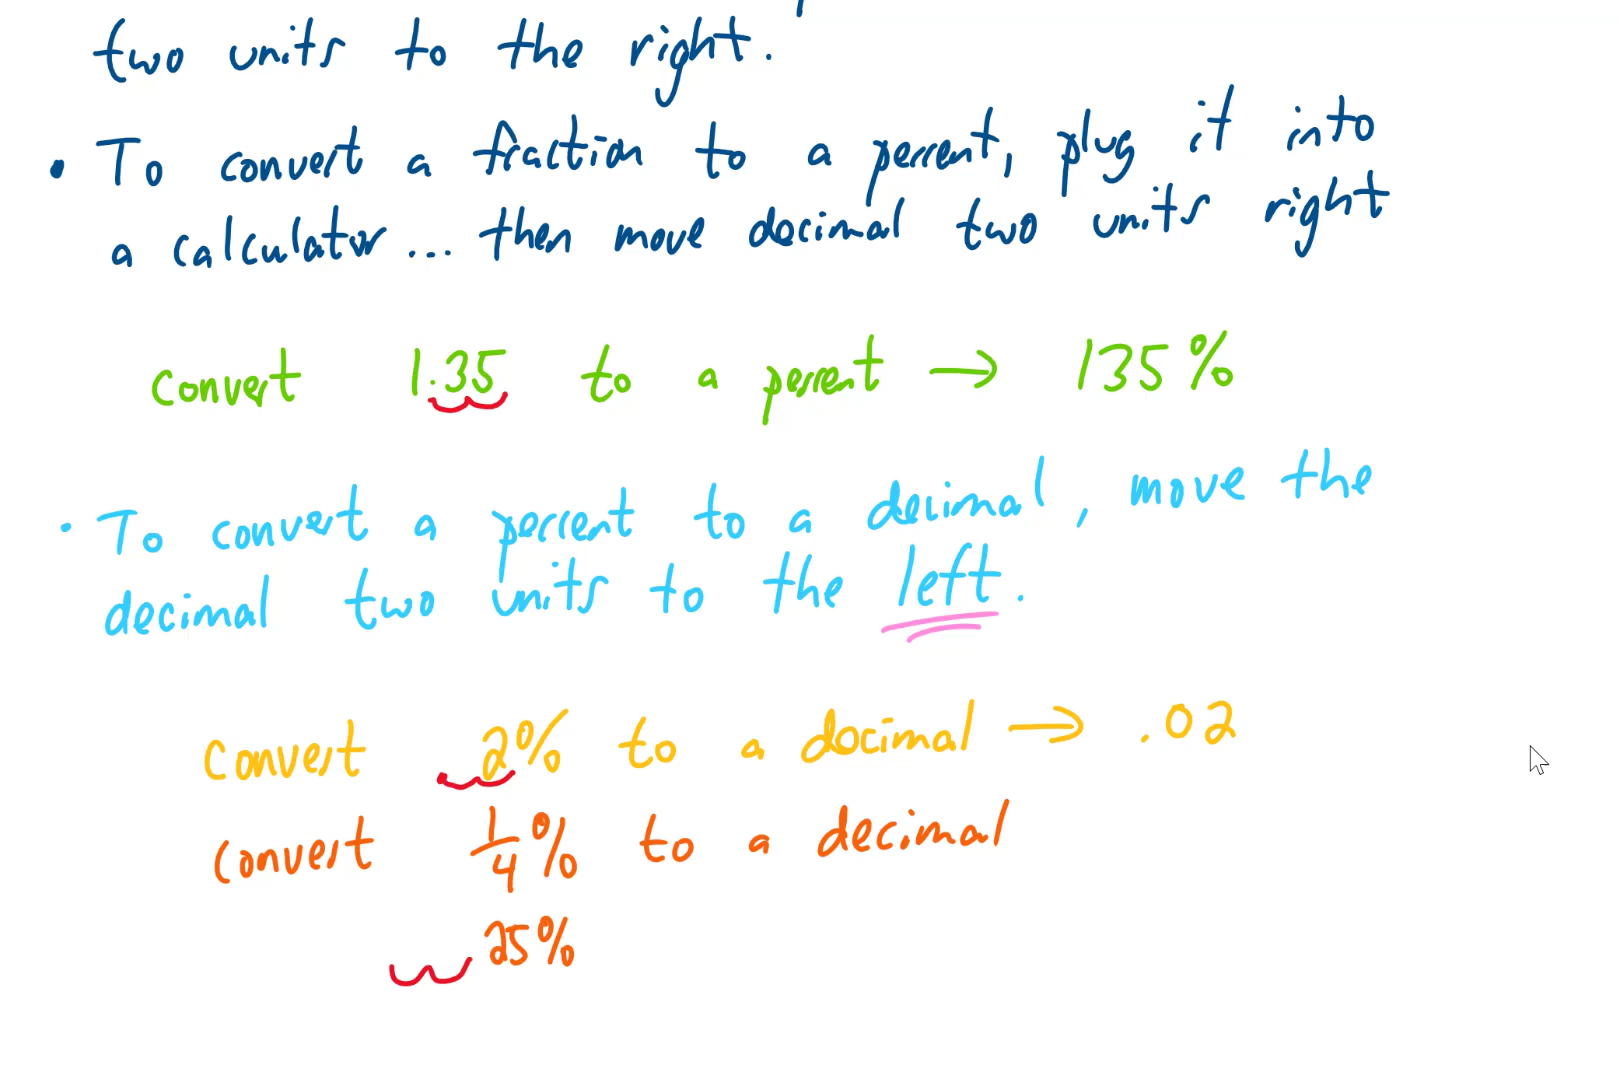 two units to the right.
• To convert a fraction to a percent, plug it into
a calculator... then move decimal two units right
Convert 1.35 to a percent → 135%
• To convert a percent to a decimal, move the
decimal two units to the left.
Convert 2% to a decimal → .02
Convert 1/4% to a decimal
25%